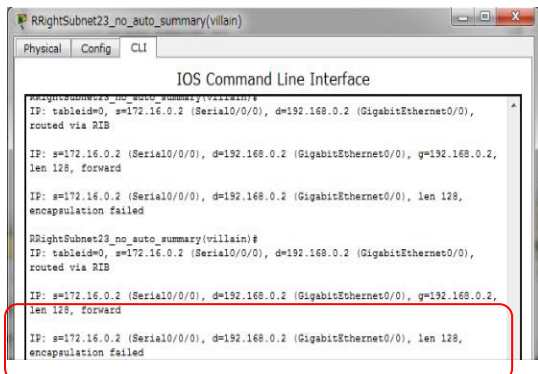 RRightSubnet23_no_auto_summary(villain)
Physical Config CLI
IOS Command Line Interface
RRightSubnet23_no_auto_summary(villain)#
IP: tableid=0, s=172.16.0.2 (Serial0/0/0), d=192.168.0.2 (GigabitEthernet0/0),
routed via RIB
IP: s=172.16.0.2 (Serial0/0/0), d=192.168.0.2 (GigabitEthernet0/0), g=192.168.0.2,
len 128, forward
IP: s=172.16.0.2 (Serial0/0/0), d=192.168.0.2 (GigabitEthernet0/0), len 128,
encapsulation failed
RRightSubnet23_no_auto_summary(villain)#
IP: tableid=0, s=172.16.0.2 (Serial0/0/0), d=192.168.0.2 (GigabitEthernet0/0),
routed via RIB
IP: s=172.16.0.2 (Serial0/0/0), d=192.168.0.2 (GigabitEthernet0/0), g=192.168.0.2,
len 128, forward
IP: s=172.16.0.2 (Serial0/0/0), d=192.168.0.2 (GigabitEthernet0/0), len 128,
encapsulation failed